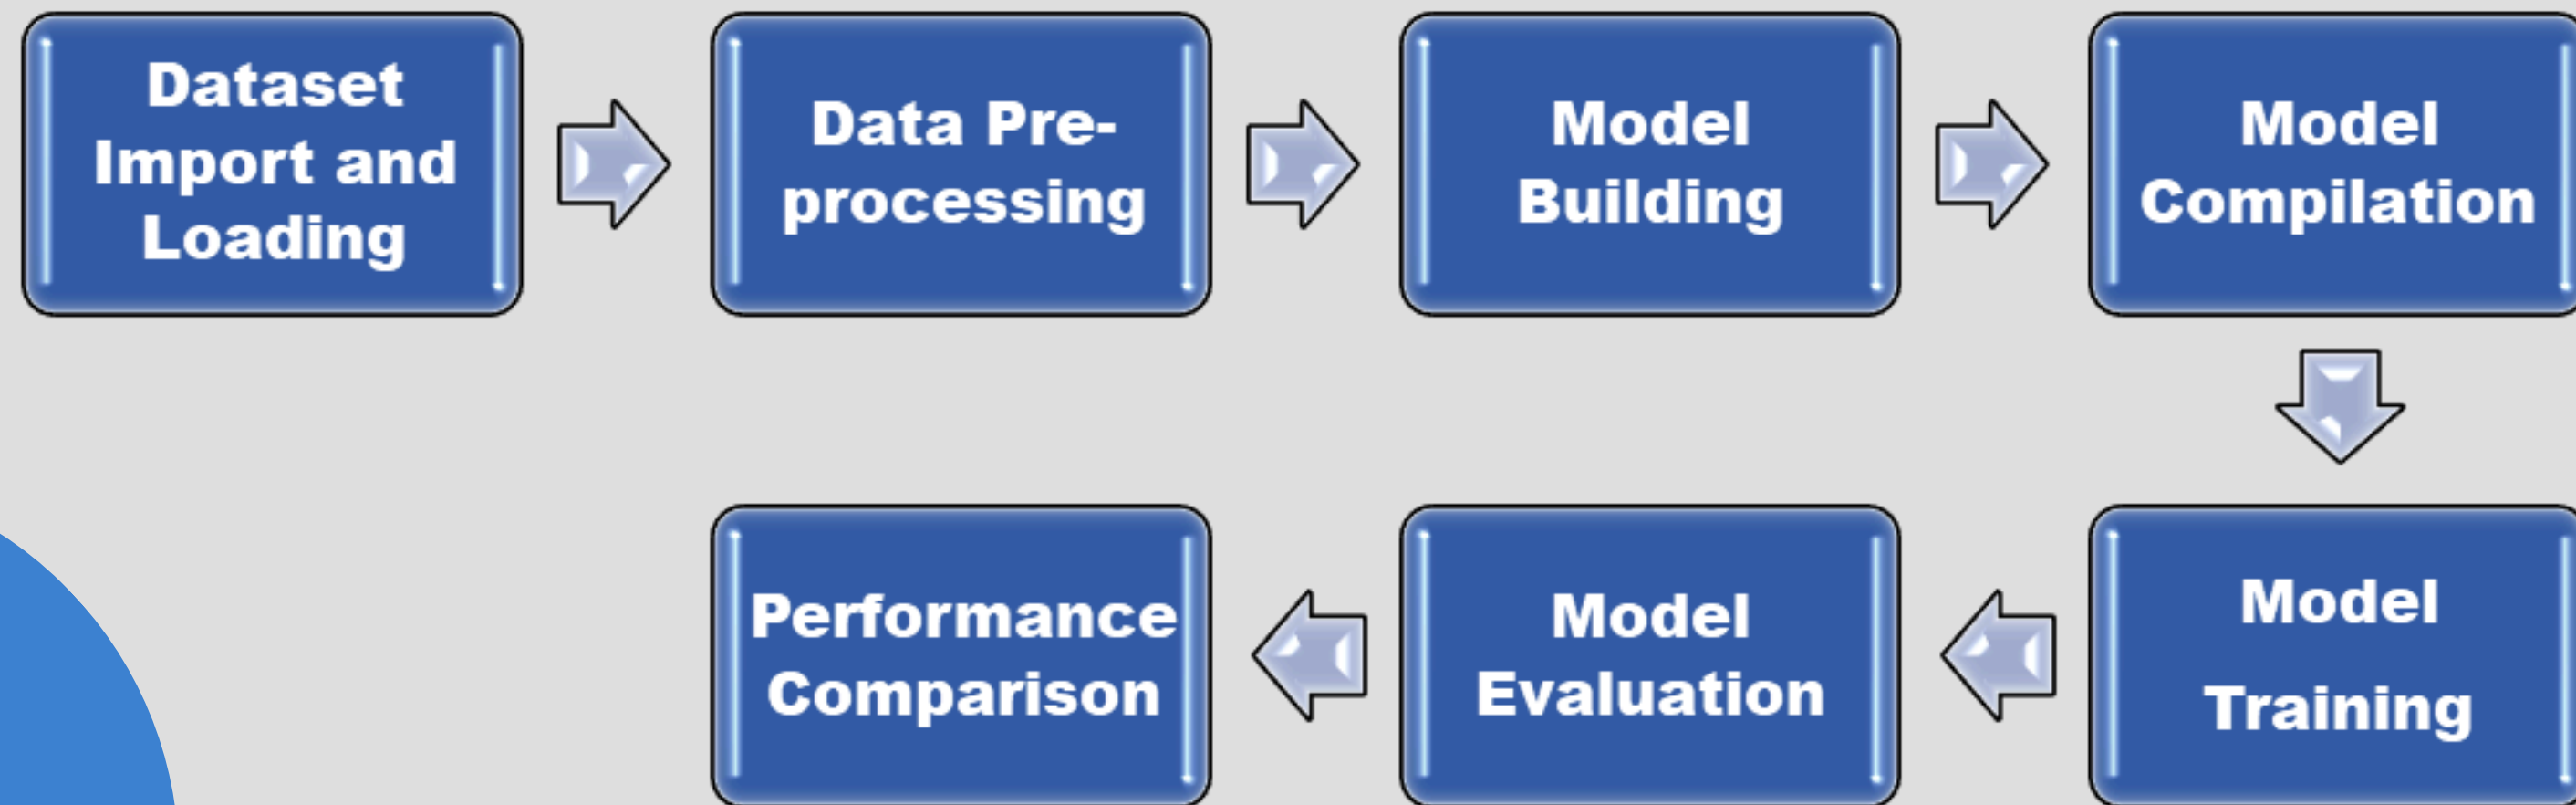 Dataset
Import and
Loading
Data Pre-
processing
Model
Building
Model
Compilation
Model
Training
Model
Evaluation
Performance
Comparison